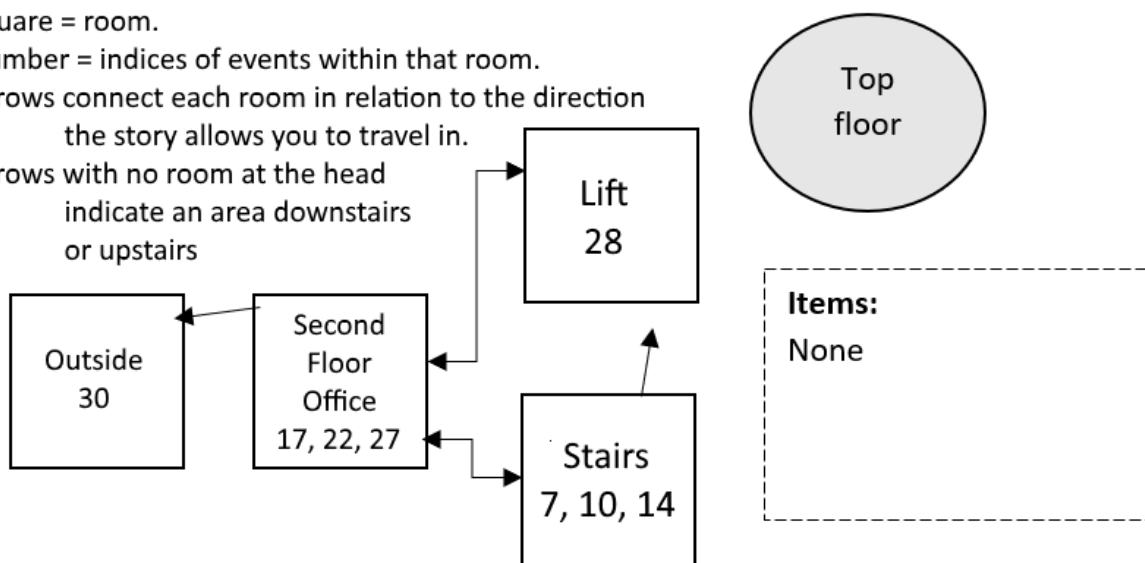 uare = room.
umber = indices of events within that room.
rows connect each room in relation to the direction
the story allows you to travel in.
rows with no room at the head
indicate an area downstairs
or upstairs
Top
floor
Lift
28
Items:
None
Outside
30
Second
Floor
Office
17, 22, 27
Stairs
7, 10, 14